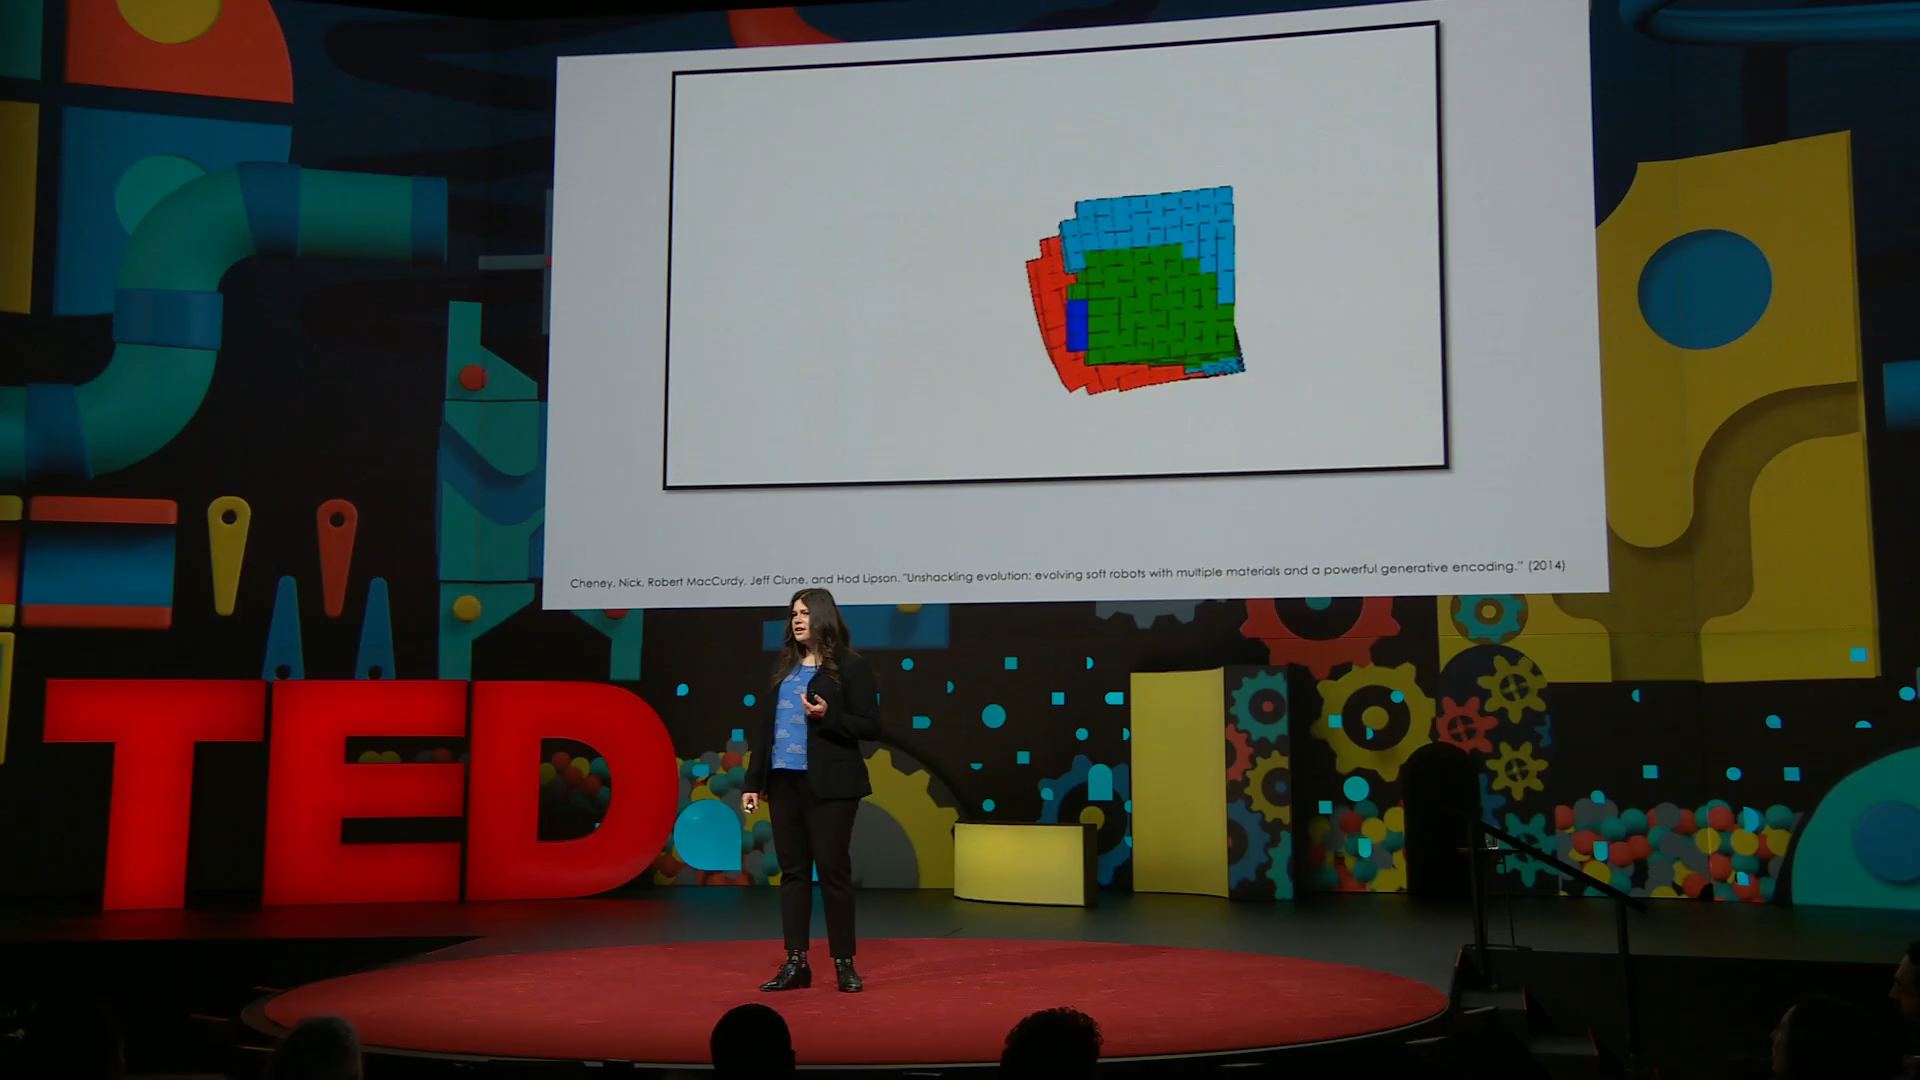 Cheney, Nick, Robert MacCurdy, Jeff Clune, and Hod Lipson. "Unshackling evolution: evolving soft robots with multiple materials and a powerful generative encoding." (2014)
TED